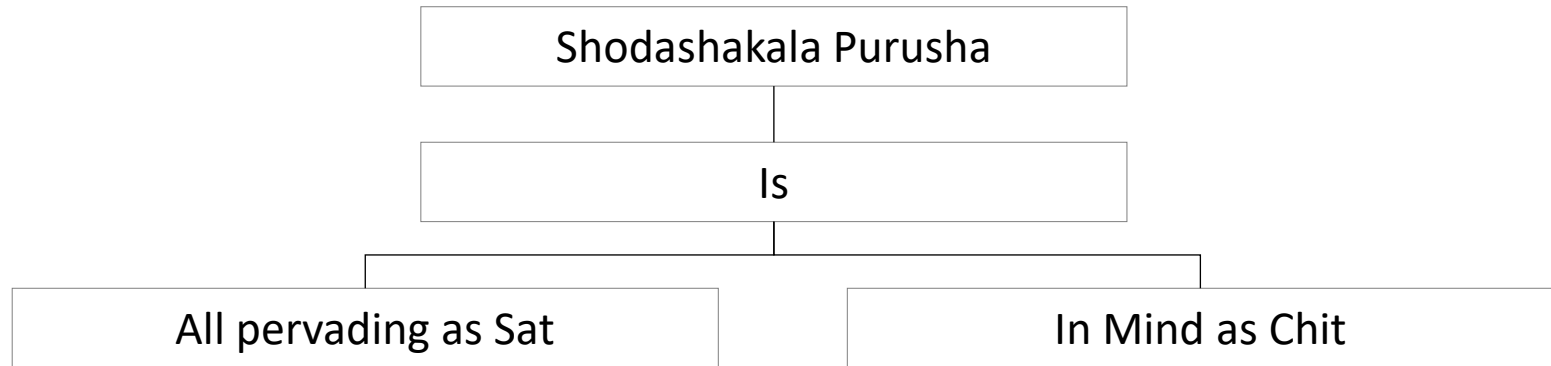 Shodashakala Purusha
Is
All pervading as Sat
In Mind as Chit